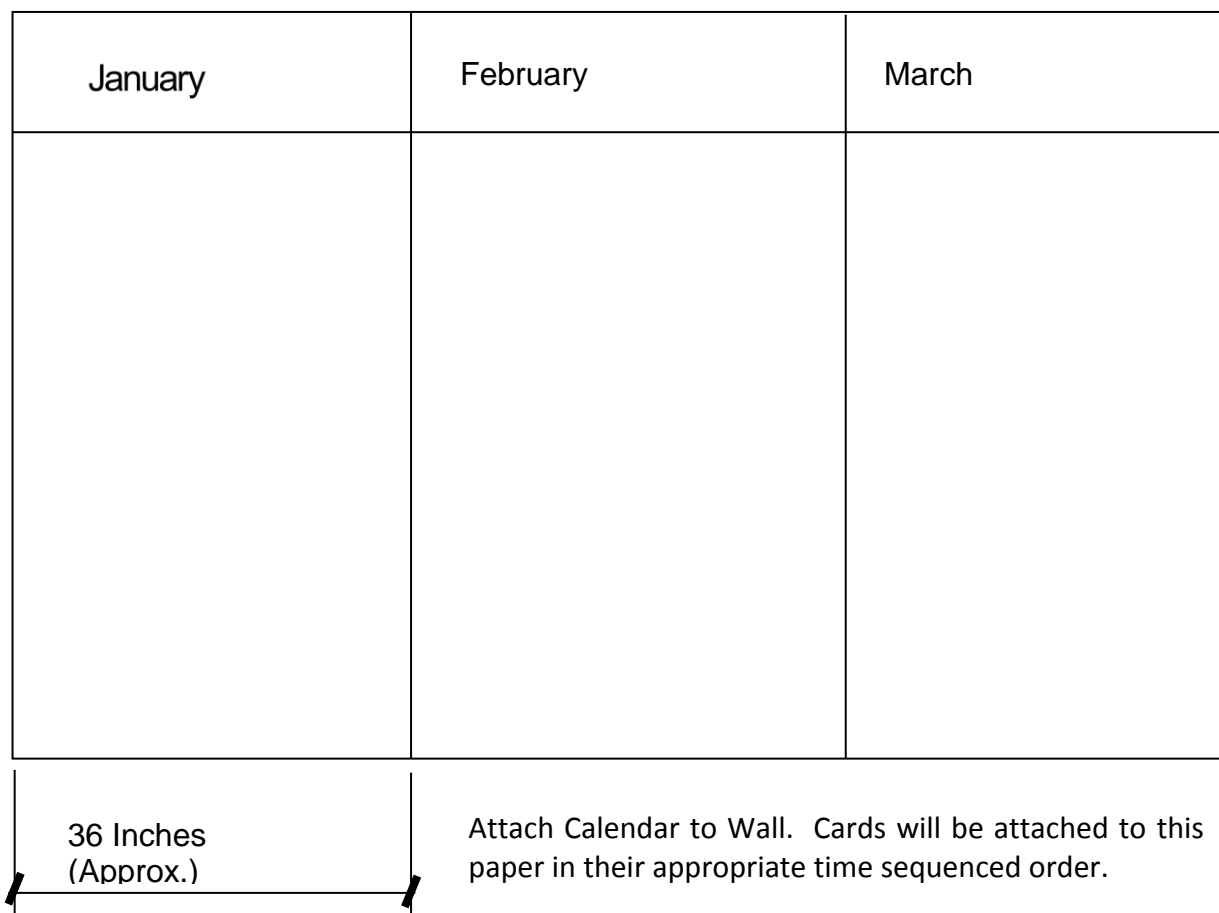 January
February
March
36 Inches
(Approx.)
Attach Calendar to Wall. Cards will be attached to this
paper in their appropriate time sequenced order.